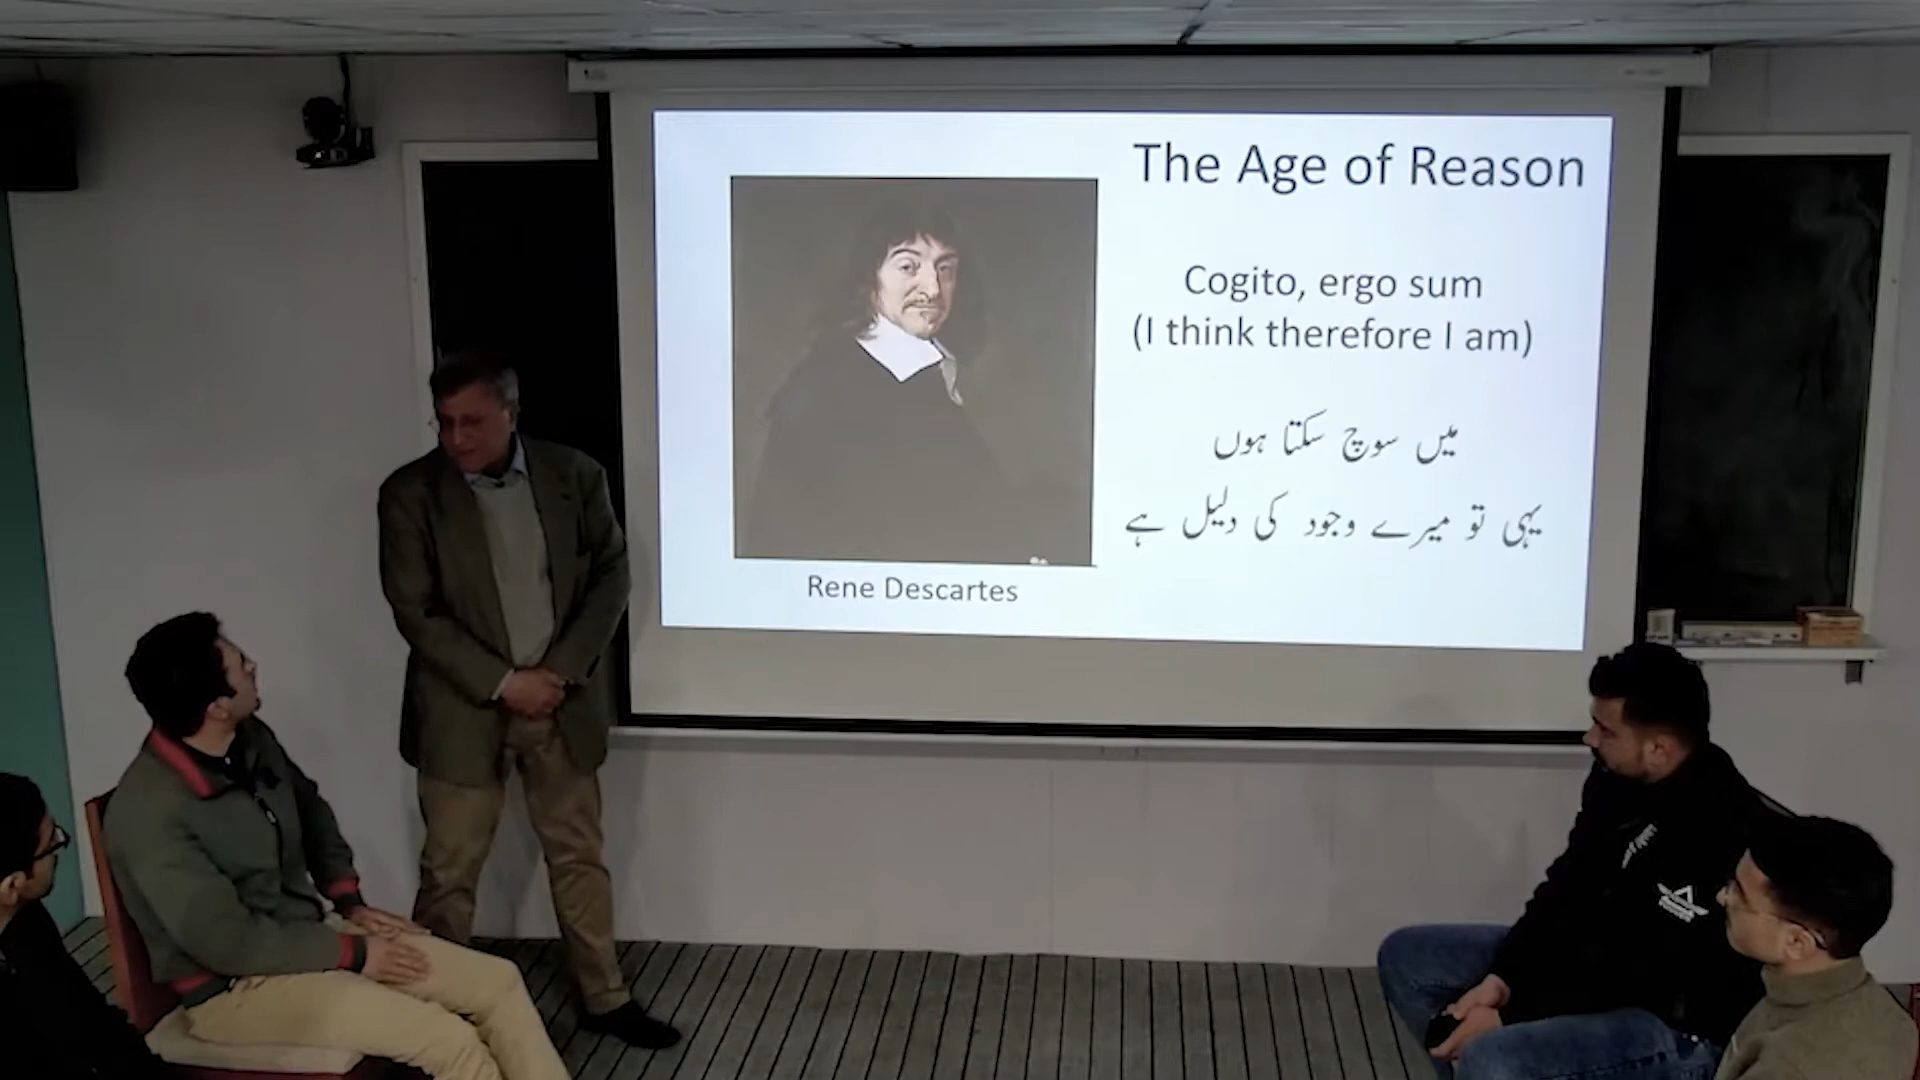 The Age of Reason
Cogito, ergo sum
(I think therefore I am)
میں سوچ سکتا ہوں
یہی تو میرے وجود کی دلیل ہے
Rene Descartes